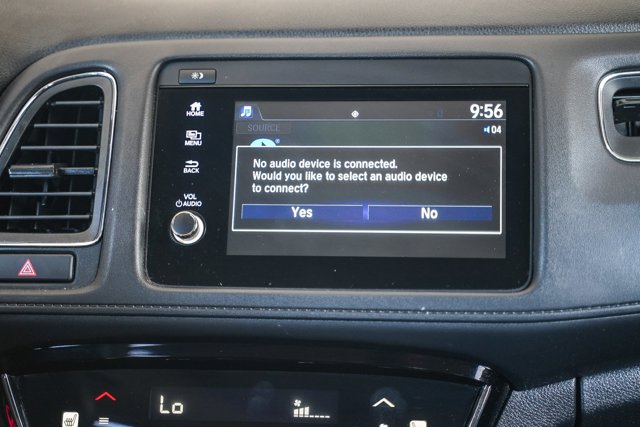 HOME
MENU
BACK
VOL
AUDIO
9:56
SOURCE
04
No audio device is connected.
Would you like to select an audio device
to connect?
Yes No
Lo